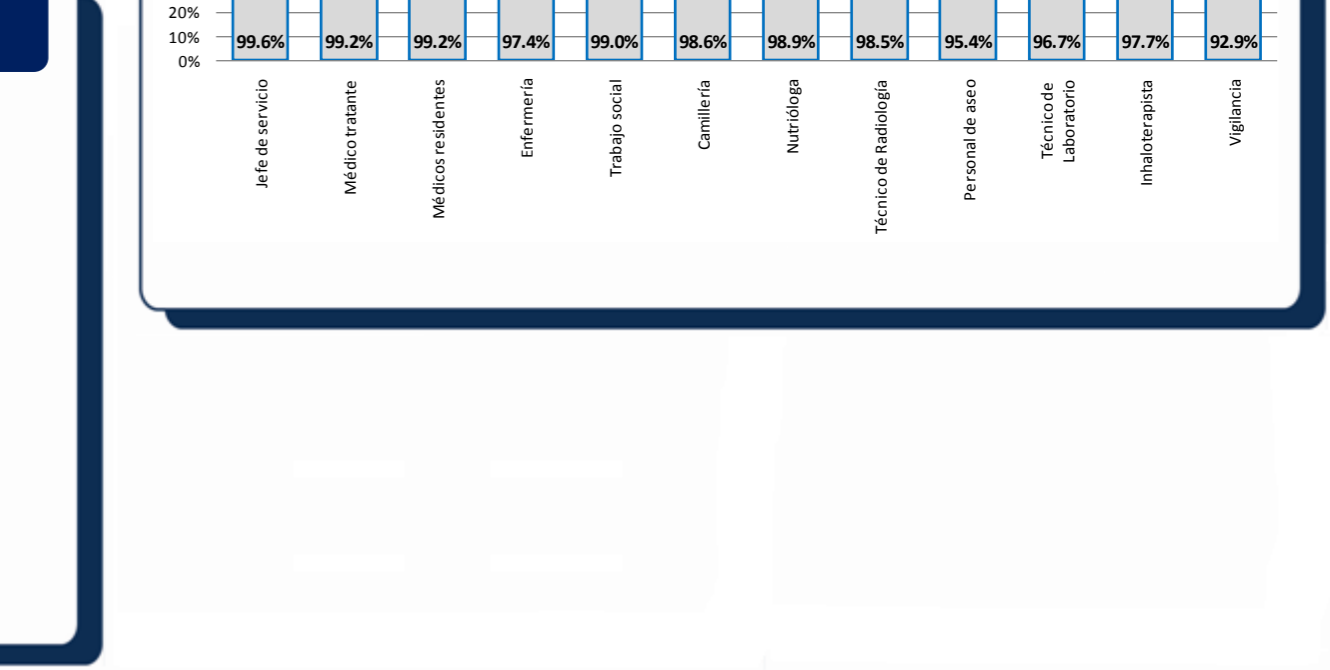 20%
10%
0%
99.6% 99.2% 99.2% 97.4% 99.0% 98.6% 98.9% 98.5% 95.4% 96.7% 97.7% 92.9%
Jefe de servicio
Médico tratante
Médicos residentes
Enfermería
Trabajo social
Camillería
Nutrióloga
Técnico de Radiología
Personal de aseo
Técnico de
Laboratorio
Inhaloterapista
Vigilancia